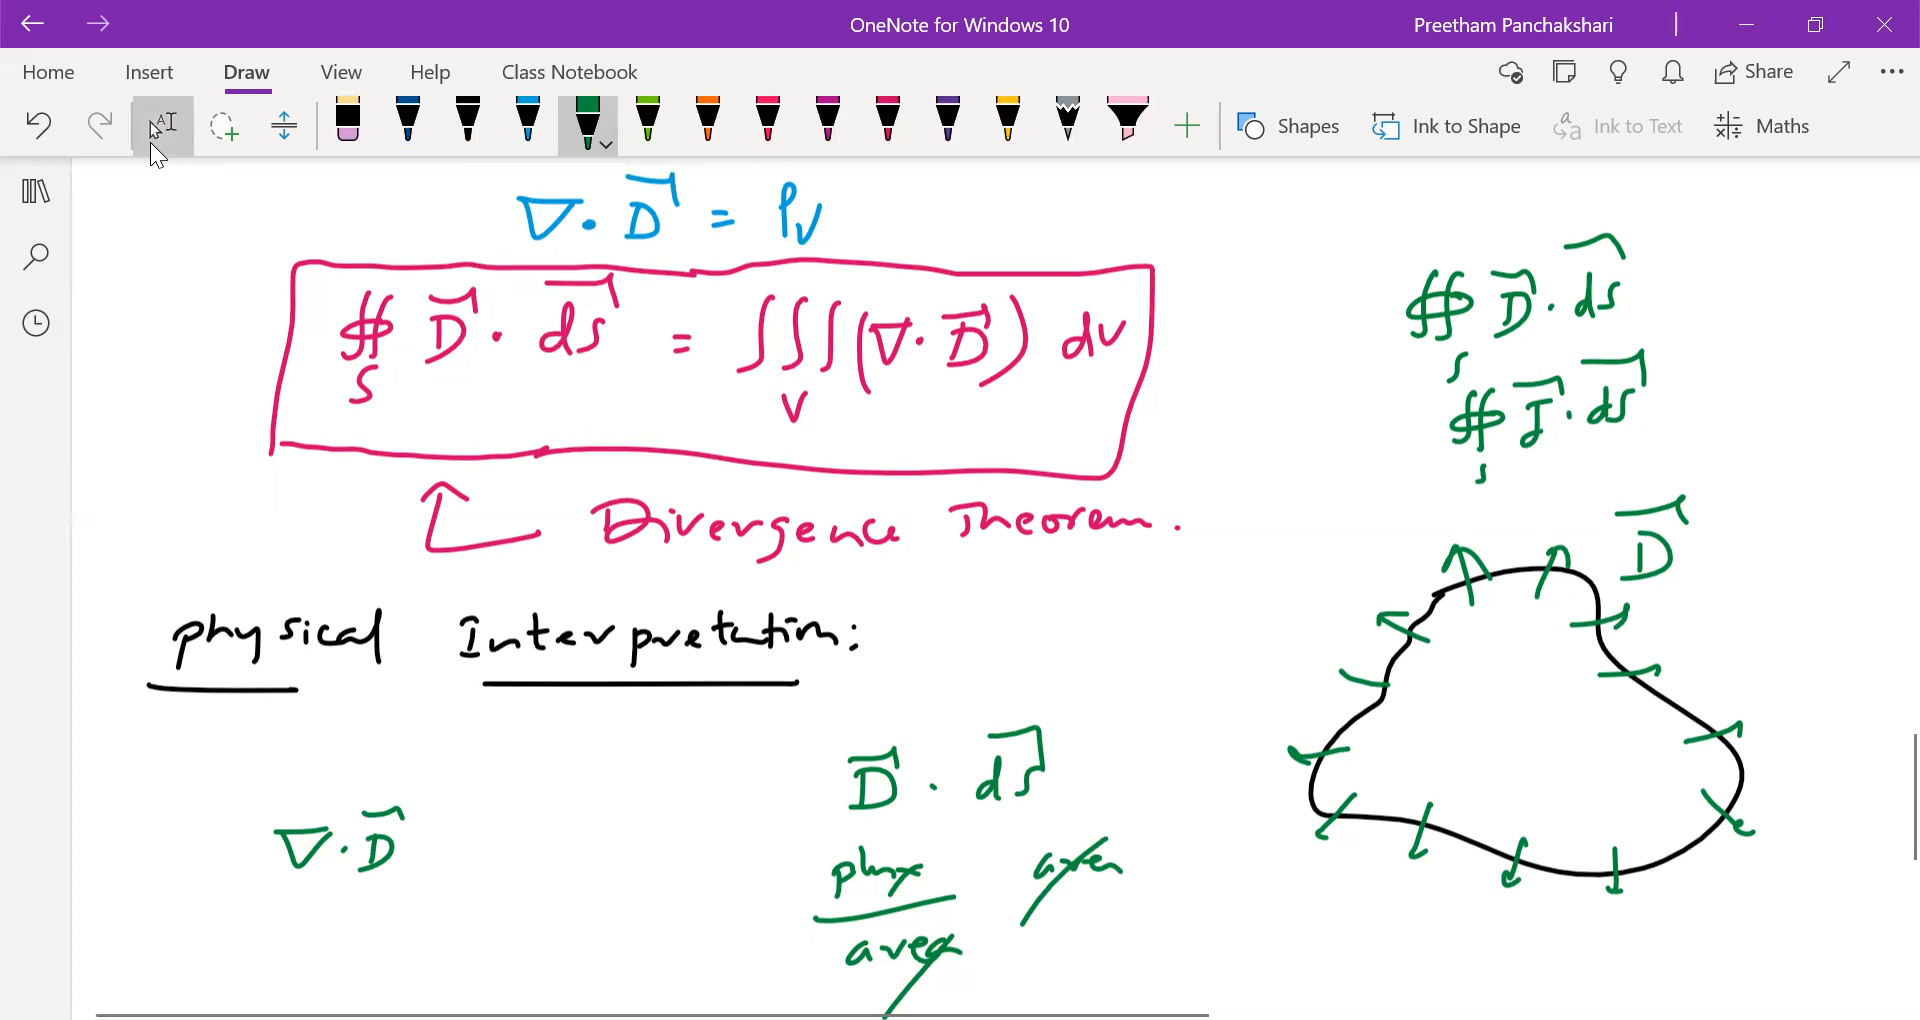 OneNote for Windows 10
Preetham Panchakshari
Home Insert Draw View Help Class Notebook
Share
Shapes Ink to Shape Ink to Text Maths
∇·D⃗ = ρv
∯ D⃗ · ds⃗ = ∫∫∫ (∇·D⃗) dv
S V
Divergence Theorem.
∯ D⃗ · ds⃗
s
∯ J⃗ · ds⃗
s
D⃗
physical Interpretation:
D⃗ · ds⃗
∇·D⃗
area
area